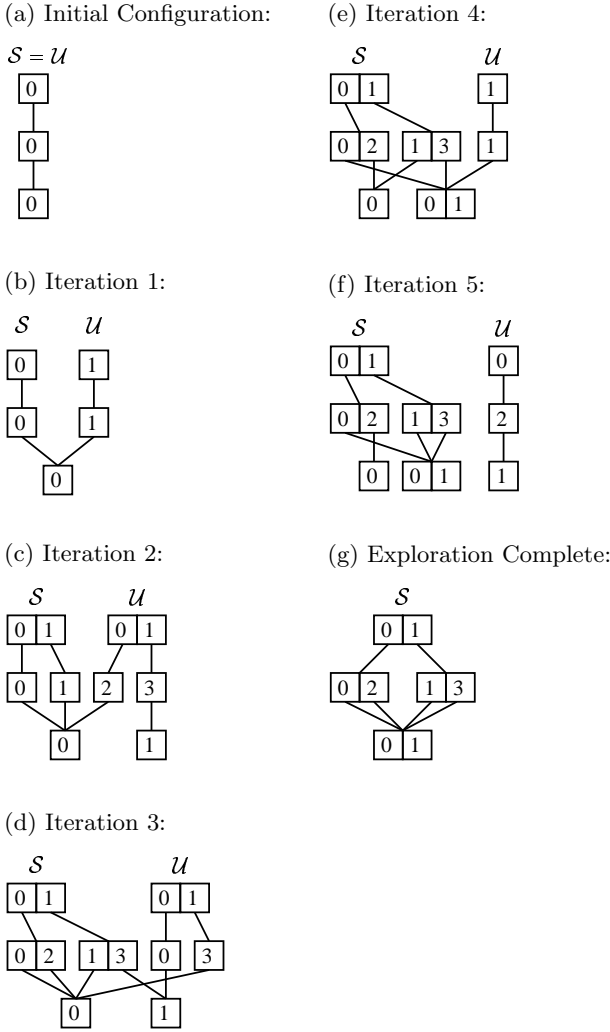 (a) Initial Configuration:
S = U
0
0
0
(b) Iteration 1:
S U
0 1
0 1
0
(c) Iteration 2:
S U
0 1 0 1
0 1 2 3
0 1
(d) Iteration 3:
S U
0 1 0 1
0 2 1 3 0 3
0 1
(e) Iteration 4:
S U
0 1 1
0 2 1 3 1
0 0 1
(f) Iteration 5:
S U
0 1 0
0 2 1 3 2
0 0 1 1
(g) Exploration Complete:
S
0 1
0 2 1 3
0 1